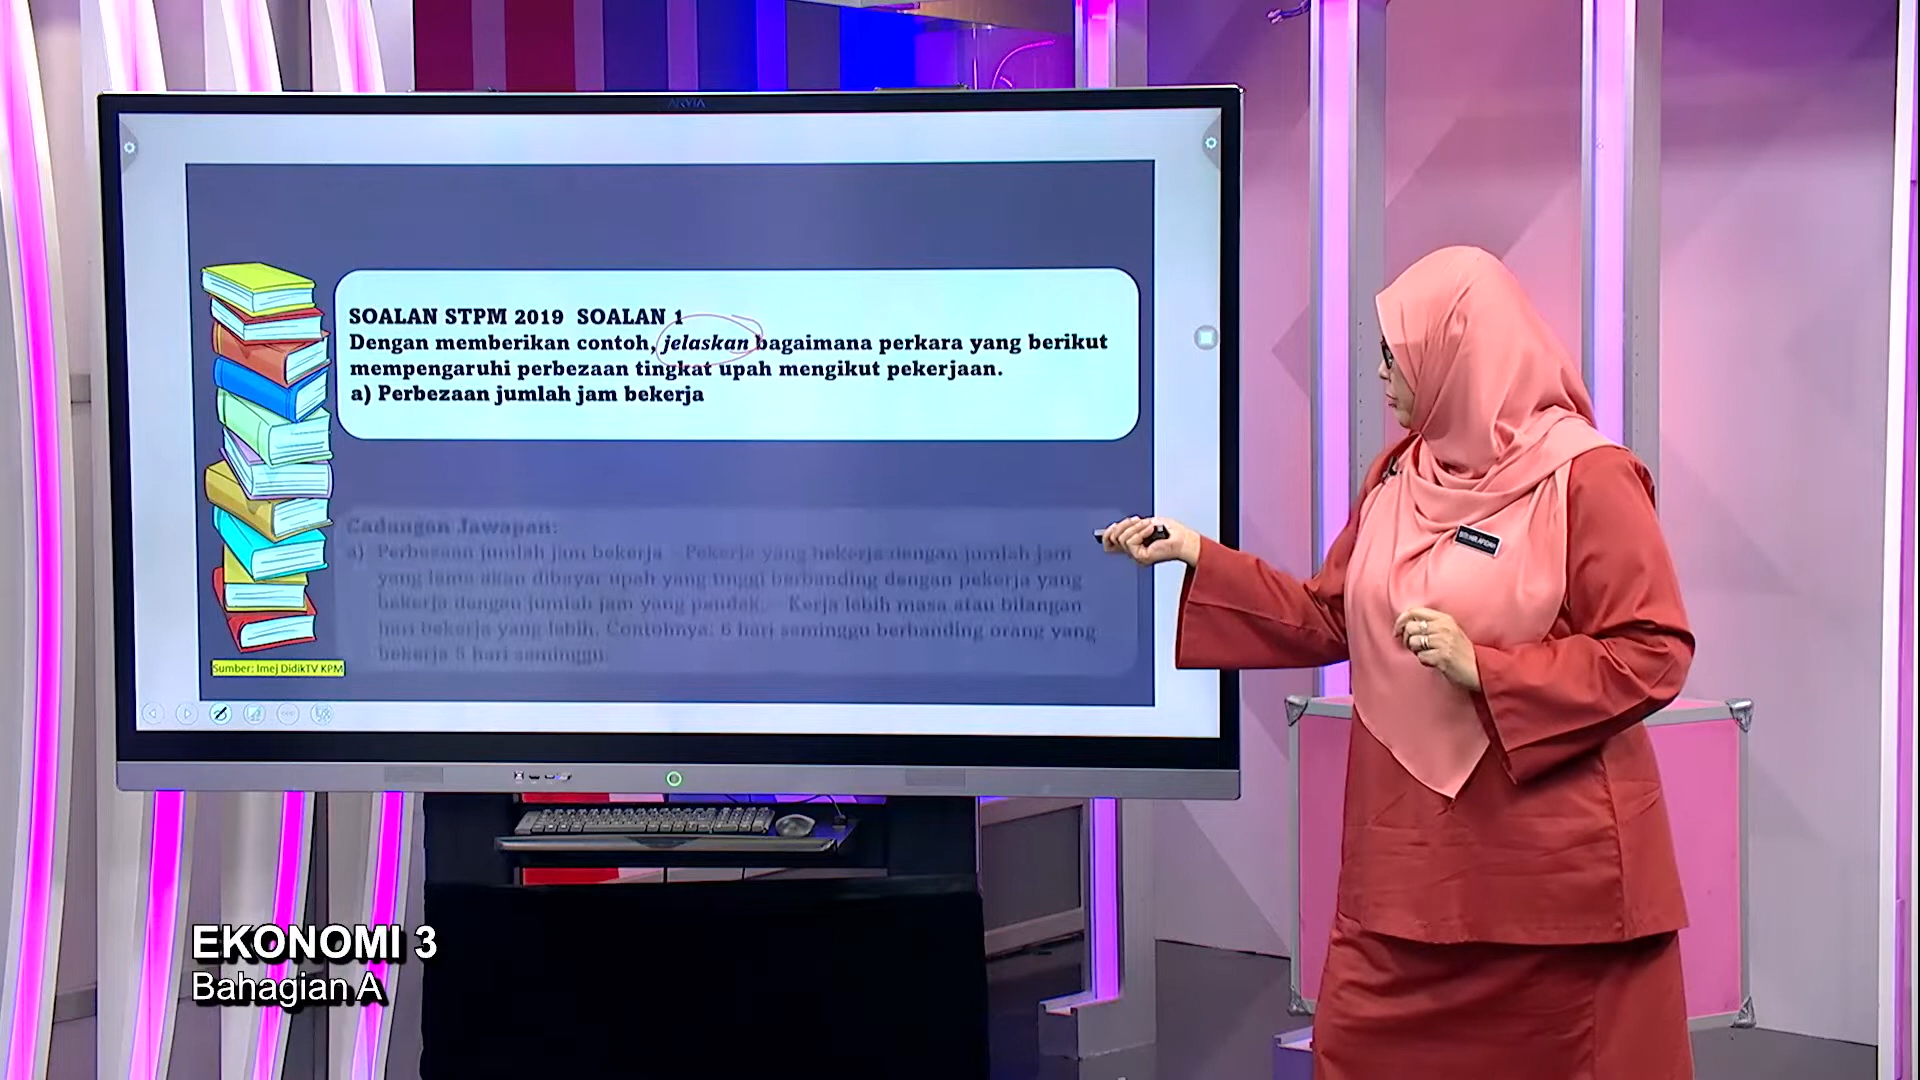 SOALAN STPM 2019 SOALAN 1
Dengan memberikan contoh, jelaskan bagaimana perkara yang berikut
mempengaruhi perbezaan tingkat upah mengikut pekerjaan.
a) Perbezaan jumlah jam bekerja
Cadangan Jawapan:
a) Perbezaan jumlah jam bekerja - Pekerja yang bekerja dengan jumlah jam
yang lama akan dibayar upah yang tinggi berbanding dengan pekerja yang
bekerja dengan jumlah jam yang pendek. - Kerja lebih masa atau bilangan
hari bekerja yang lebih. Contohnya: 6 hari seminggu berbanding orang yang
bekerja 5 hari seminggu.
Sumber: Imej DidikTV KPM
EKONOMI 3
Bahagian A